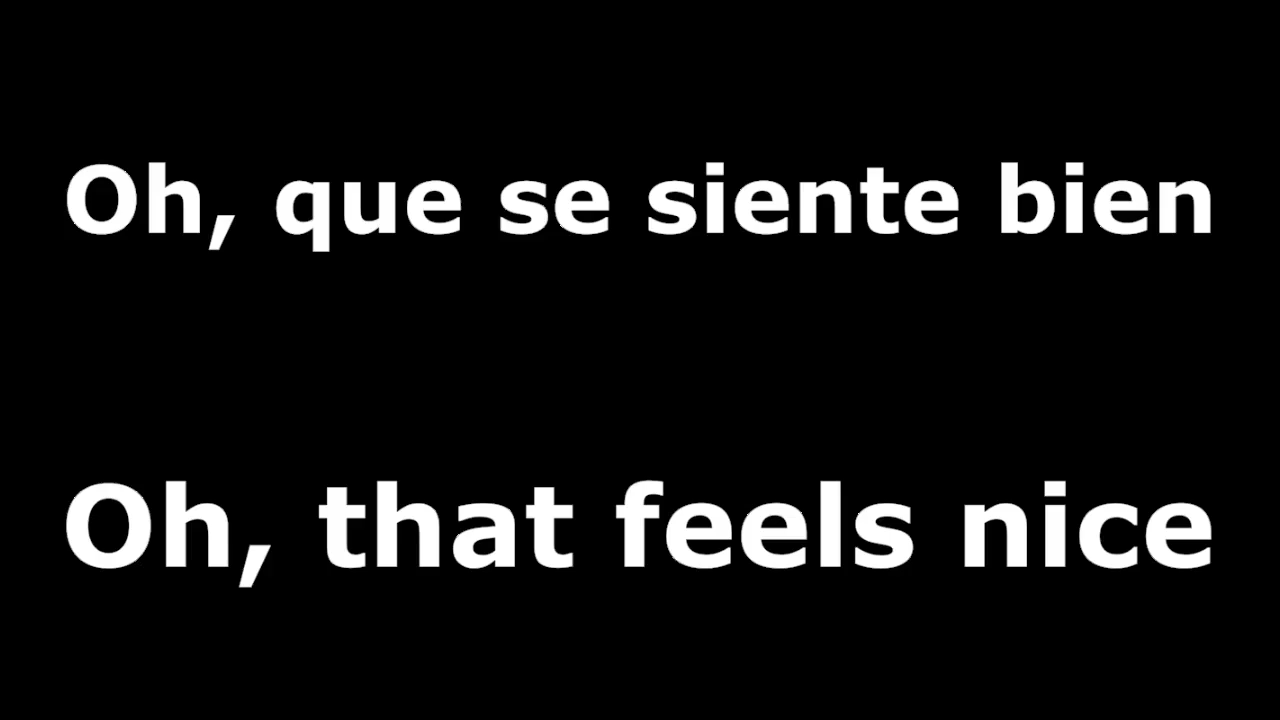 Oh, que se siente bien
Oh, that feels nice